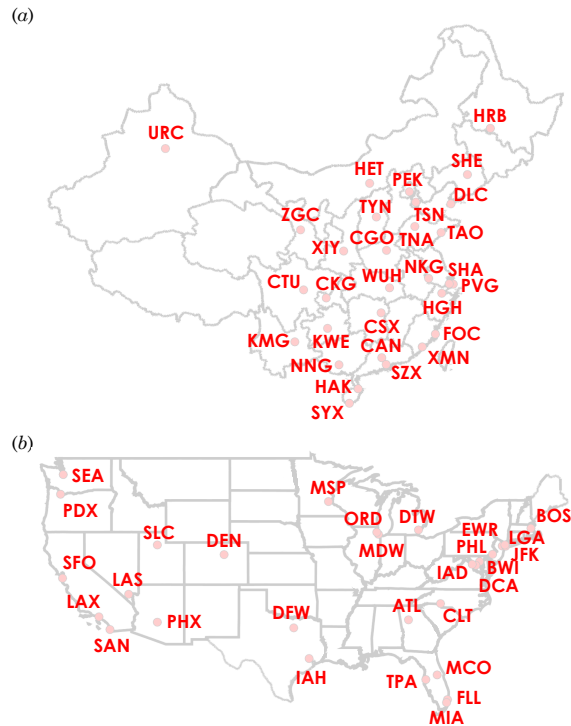 (a)
HRB
URC
SHE
HET
PEK
DLC
TYN
TSN
ZGC
CGO
TNA
TAO
XIY
NKG
SHA
WUH
PVG
CTU
CKG
HGH
CSX
FOC
KMG
KWE
CAN
XMN
NNG
SZX
HAK
SYX
(b)
SEA
BOS
MSP
PDX
ORD
DTW
EWR
LGA
SLC
DEN
MDW
PHL
JFK
SFO
IAD
BWI
LAS
DCA
LAX
PHX
DFW
ATL
CLT
SAN
IAH
TPA
MCO
FLL
MIA